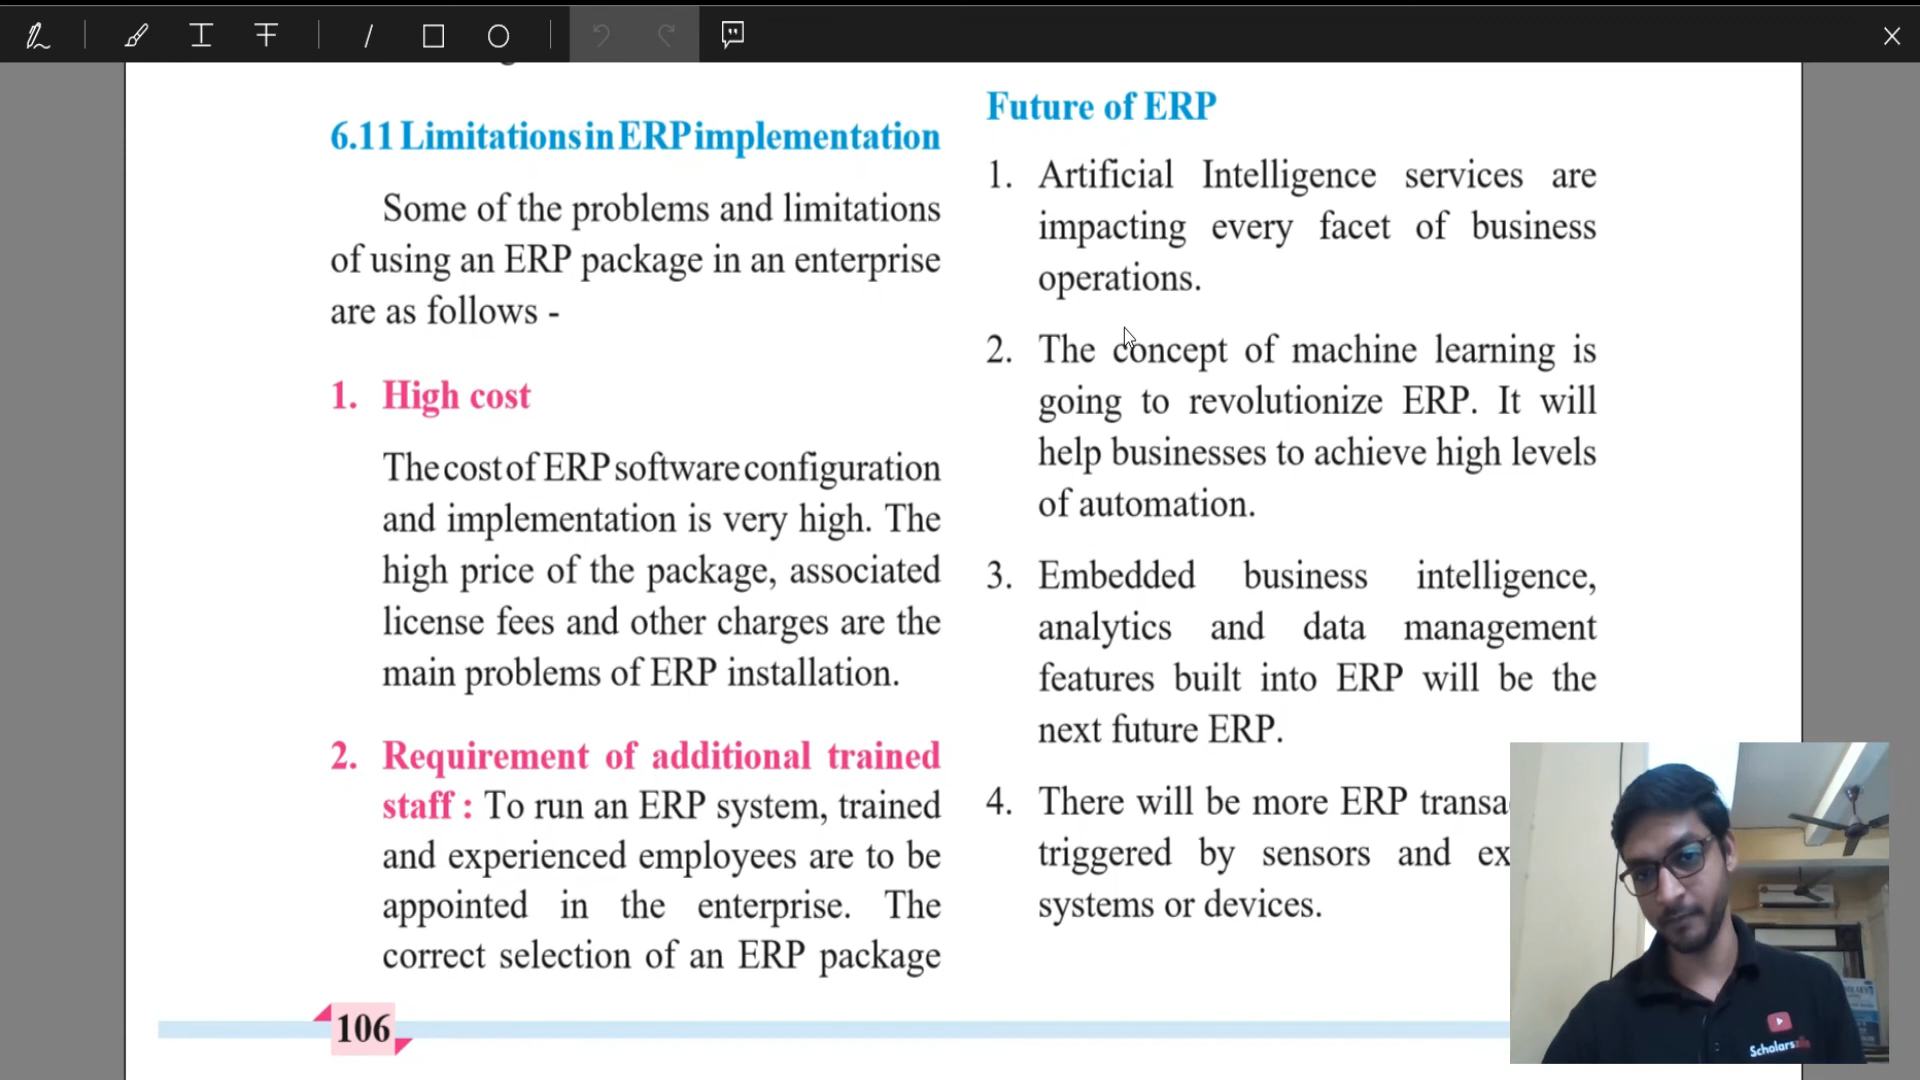 6.11 Limitations in ERP implementation
Some of the problems and limitations
of using an ERP package in an enterprise
are as follows -
1. High cost
The cost of ERP software configuration
and implementation is very high. The
high price of the package, associated
license fees and other charges are the
main problems of ERP installation.
2. Requirement of additional trained
staff : To run an ERP system, trained
and experienced employees are to be
appointed in the enterprise. The
correct selection of an ERP package
106
Future of ERP
1. Artificial Intelligence services are
impacting every facet of business
operations.
2. The concept of machine learning is
going to revolutionize ERP. It will
help businesses to achieve high levels
of automation.
3. Embedded business intelligence,
analytics and data management
features built into ERP will be the
next future ERP.
4. There will be more ERP transa
triggered by sensors and ex
systems or devices.